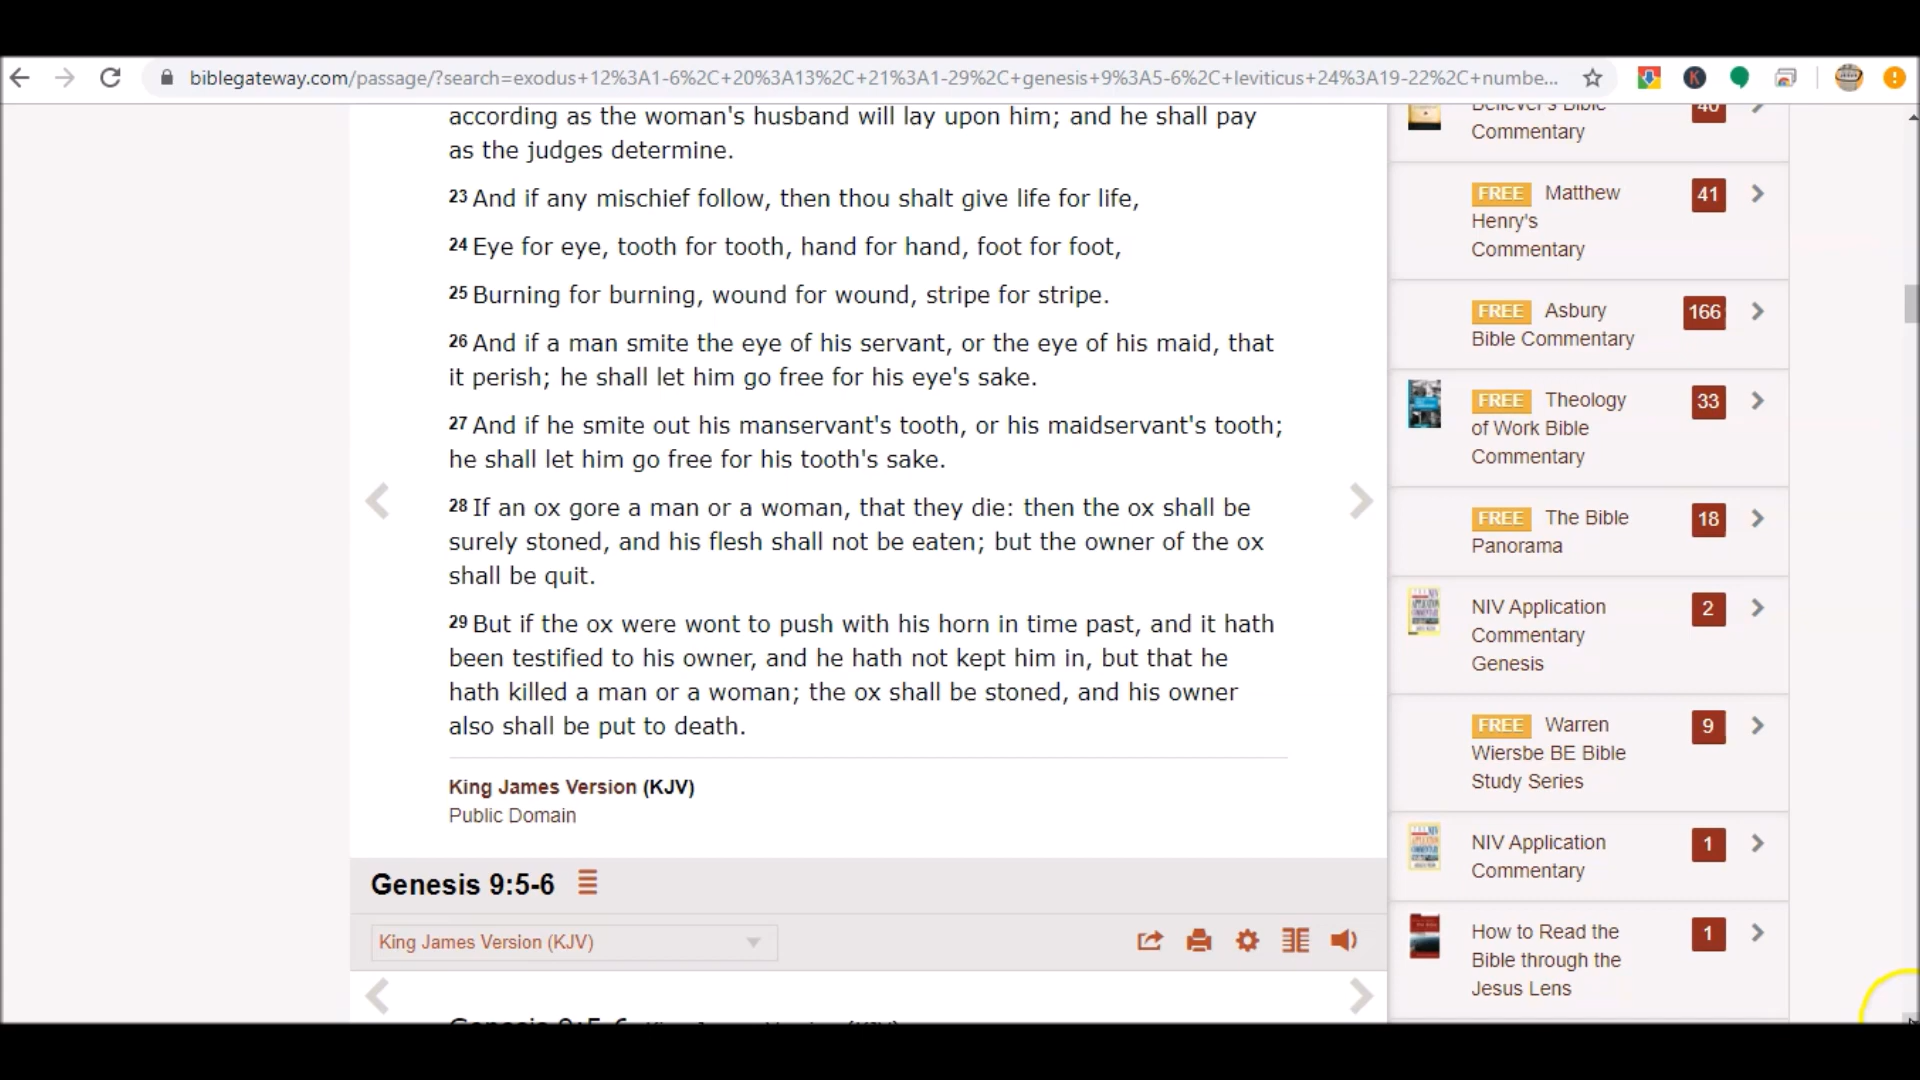 biblegateway.com/passage/?search=exodus+12%3A1-6%2C+20%3A13%2C+21%3A1-29%2C+genesis+9%3A5-6%2C+leviticus+24%3A19-22%2C+numbe...
according as the woman's husband will lay upon him; and he shall pay
as the judges determine.
23 And if any mischief follow, then thou shalt give life for life,
24 Eye for eye, tooth for tooth, hand for hand, foot for foot,
25 Burning for burning, wound for wound, stripe for stripe.
26 And if a man smite the eye of his servant, or the eye of his maid, that
it perish; he shall let him go free for his eye's sake.
27 And if he smite out his manservant's tooth, or his maidservant's tooth;
he shall let him go free for his tooth's sake.
28 If an ox gore a man or a woman, that they die: then the ox shall be
surely stoned, and his flesh shall not be eaten; but the owner of the ox
shall be quit.
29 But if the ox were wont to push with his horn in time past, and it hath
been testified to his owner, and he hath not kept him in, but that he
hath killed a man or a woman; the ox shall be stoned, and his owner
also shall be put to death.
King James Version (KJV)
Public Domain
Genesis 9:5-6
King James Version (KJV)
Genesis 9:5-6 King James Version (KJV)
Believer's Bible 40
Commentary
FREE Matthew 41
Henry's
Commentary
FREE Asbury 166
Bible Commentary
FREE Theology 33
of Work Bible
Commentary
FREE The Bible 18
Panorama
NIV Application 2
Commentary
Genesis
FREE Warren 9
Wiersbe BE Bible
Study Series
NIV Application 1
Commentary
How to Read the 1
Bible through the
Jesus Lens